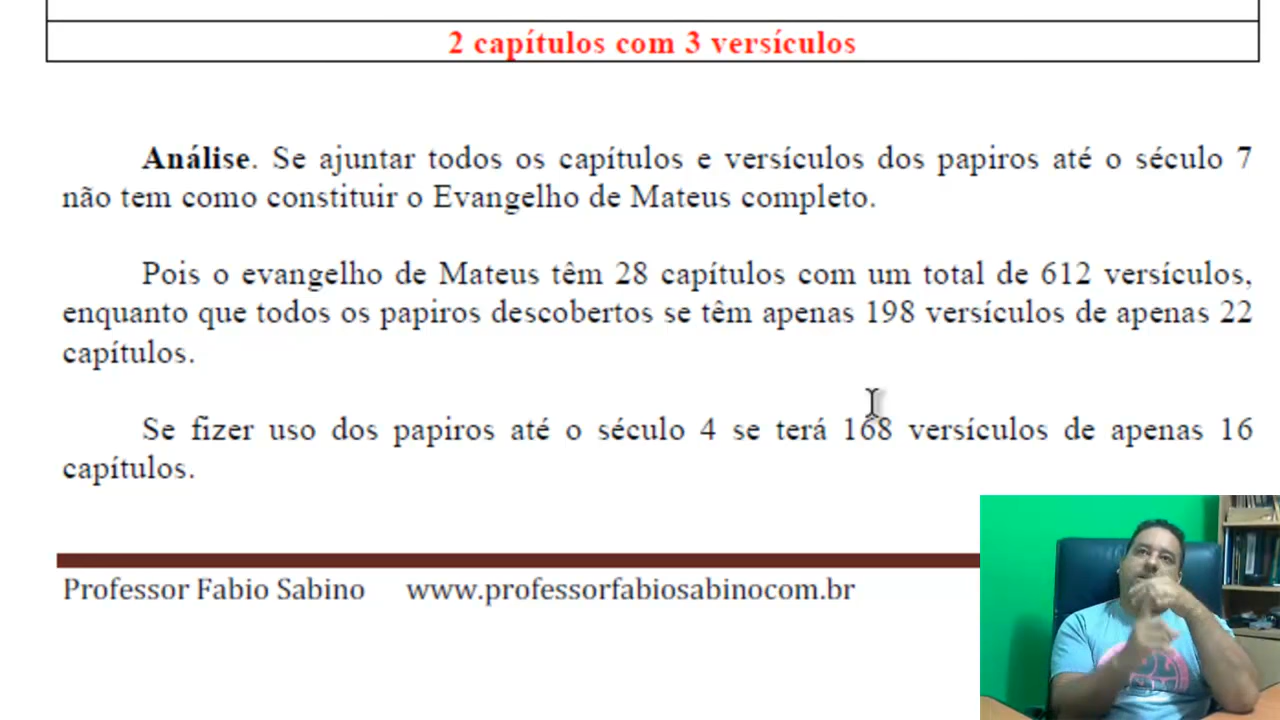 2 capítulos com 3 versículos
Análise. Se ajuntar todos os capítulos e versículos dos papiros até o século 7
não tem como constituir o Evangelho de Mateus completo.
Pois o evangelho de Mateus têm 28 capítulos com um total de 612 versículos,
enquanto que todos os papiros descobertos se têm apenas 198 versículos de apenas 22
capítulos.
Se fizer uso dos papiros até o século 4 se terá 168 versículos de apenas 16
capítulos.
Professor Fabio Sabino www.professorfabiosabinocom.br